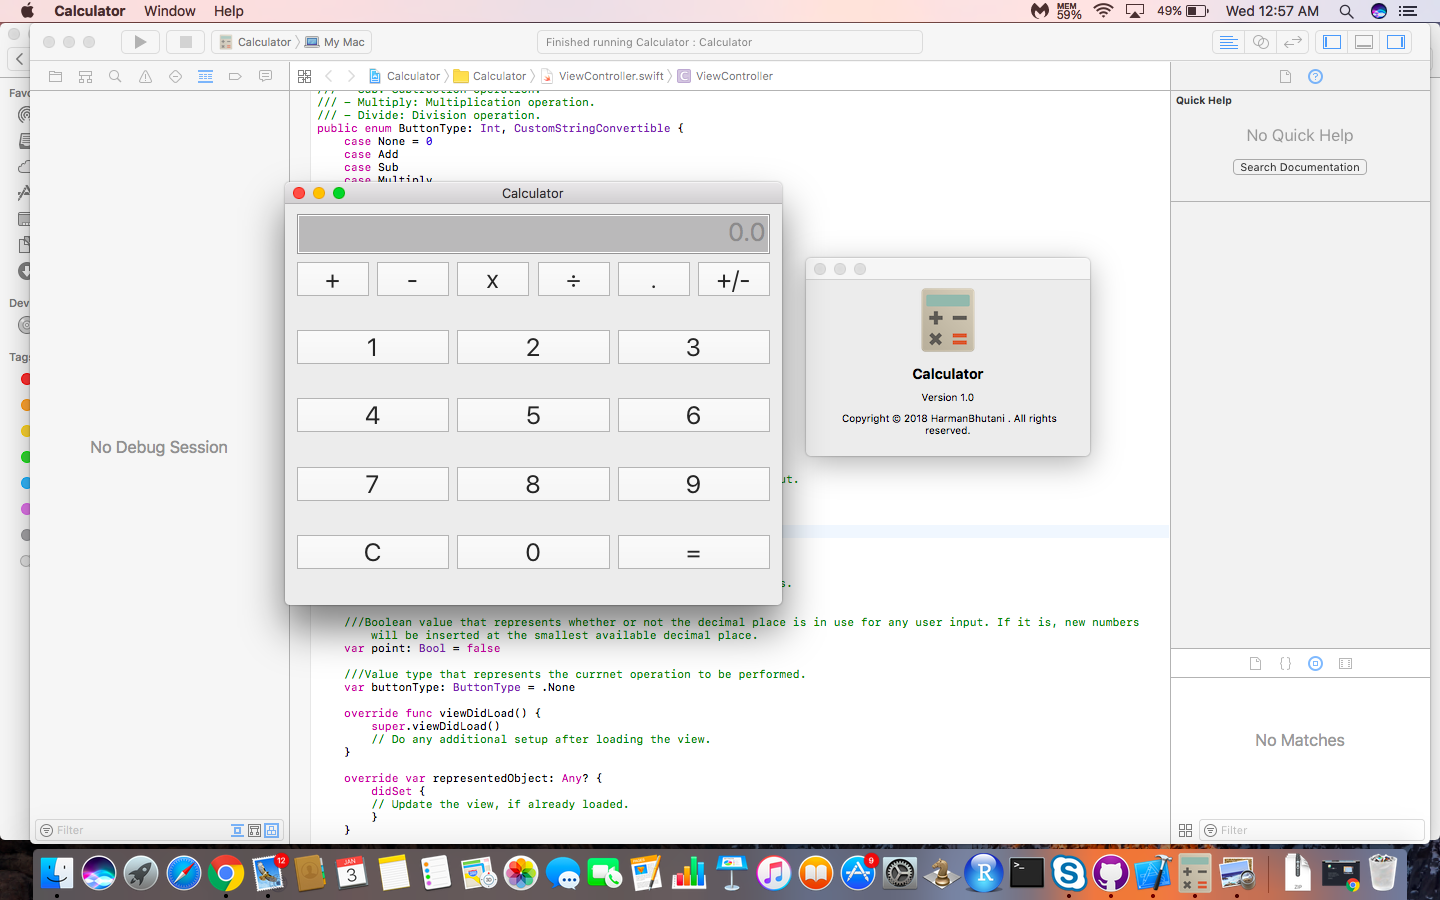 Calculator Window Help
MEM
59%
49%
Wed 12:57 AM
Calculator
My Mac
Finished running Calculator : Calculator
Calculator
Calculator
ViewController.swift
C
ViewController
Favo
Dev
Tags
No Debug Session
Filter
/// - Sub: Subtraction operation.
/// - Multiply: Multiplication operation.
/// - Divide: Division operation.
public enum ButtonType: Int, CustomStringConvertible {
case None = 0
case Add
case Sub
case Multiply
Calculator
0.0
+ - x ÷ . +/-
1 2 3
4 5 6
7 8 9
C 0 =
Calculator
Version 1.0
Copyright © 2018 HarmanBhutani . All rights
reserved.
ut.
s.
///Boolean value that represents whether or not the decimal place is in use for any user input. If it is, new numbers
will be inserted at the smallest available decimal place.
var point: Bool = false
///Value type that represents the currnet operation to be performed.
var buttonType: ButtonType = .None
override func viewDidLoad() {
super.viewDidLoad()
// Do any additional setup after loading the view.
}
override var representedObject: Any? {
didSet {
// Update the view, if already loaded.
}
}
Quick Help
No Quick Help
Search Documentation
{}
No Matches
Filter
12
JAN
3
9
R
ZIP